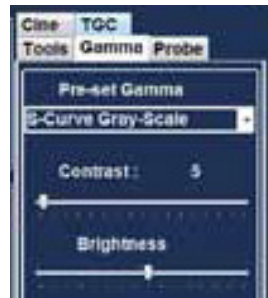 Cine TGC
Tools Gamma Probe
Pre-set Gamma
S-Curve Gray-Scale
Contrast : 5
Brightness